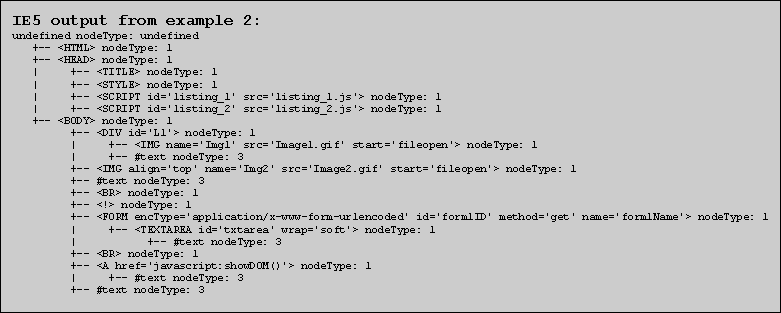 IE5 output from example 2:
undefined nodeType: undefined
+-- <HTML> nodeType: 1
+-- <HEAD> nodeType: 1
| +-- <TITLE> nodeType: 1
| +-- <STYLE> nodeType: 1
| +-- <SCRIPT id='listing_1' src='listing_1.js'> nodeType: 1
| +-- <SCRIPT id='listing_2' src='listing_2.js'> nodeType: 1
+-- <BODY> nodeType: 1
+-- <DIV id='L1'> nodeType: 1
| +-- <IMG name='Img1' src='Image1.gif' start='fileopen'> nodeType: 1
| +-- #text nodeType: 3
+-- <IMG align='top' name='Img2' src='Image2.gif' start='fileopen'> nodeType: 1
+-- #text nodeType: 3
+-- <BR> nodeType: 1
+-- <!> nodeType: 1
+-- <FORM encType='application/x-www-form-urlencoded' id='form1ID' method='get' name='form1Name'> nodeType: 1
| +-- <TEXTAREA id='txtarea' wrap='soft'> nodeType: 1
+-- #text nodeType: 3
+-- <BR> nodeType: 1
+-- <A href='javascript:showDOM()'> nodeType: 1
| +-- #text nodeType: 3
+-- #text nodeType: 3